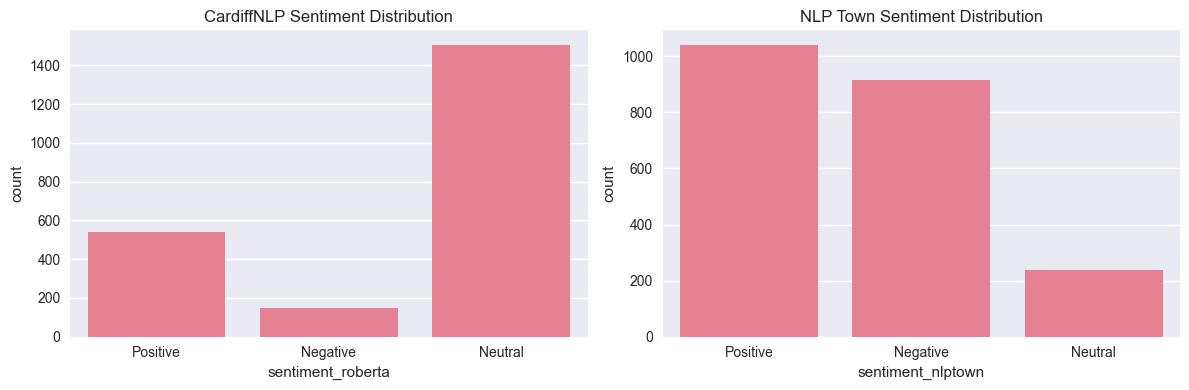 CardiffNLP Sentiment Distribution
1400
1200
1000
800
600
400
200
0
count
Positive Negative Neutral
sentiment_roberta
NLP Town Sentiment Distribution
1000
800
600
400
200
0
count
Positive Negative Neutral
sentiment_nlptown